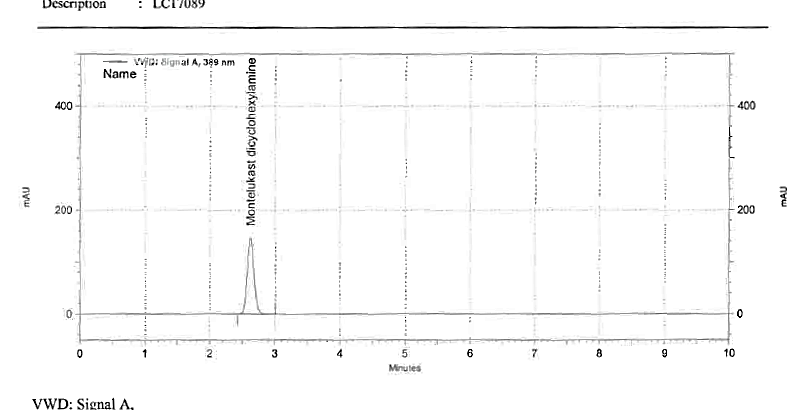 Description : LC17089
VWD: Signal A, 389 nm
Name
Montelukast dicyclohexylamine
400
400
mAU
mAU
200
200
0
0
0 1 2 3 4 5 6 7 8 9 10
Minutes
VWD: Signal A,